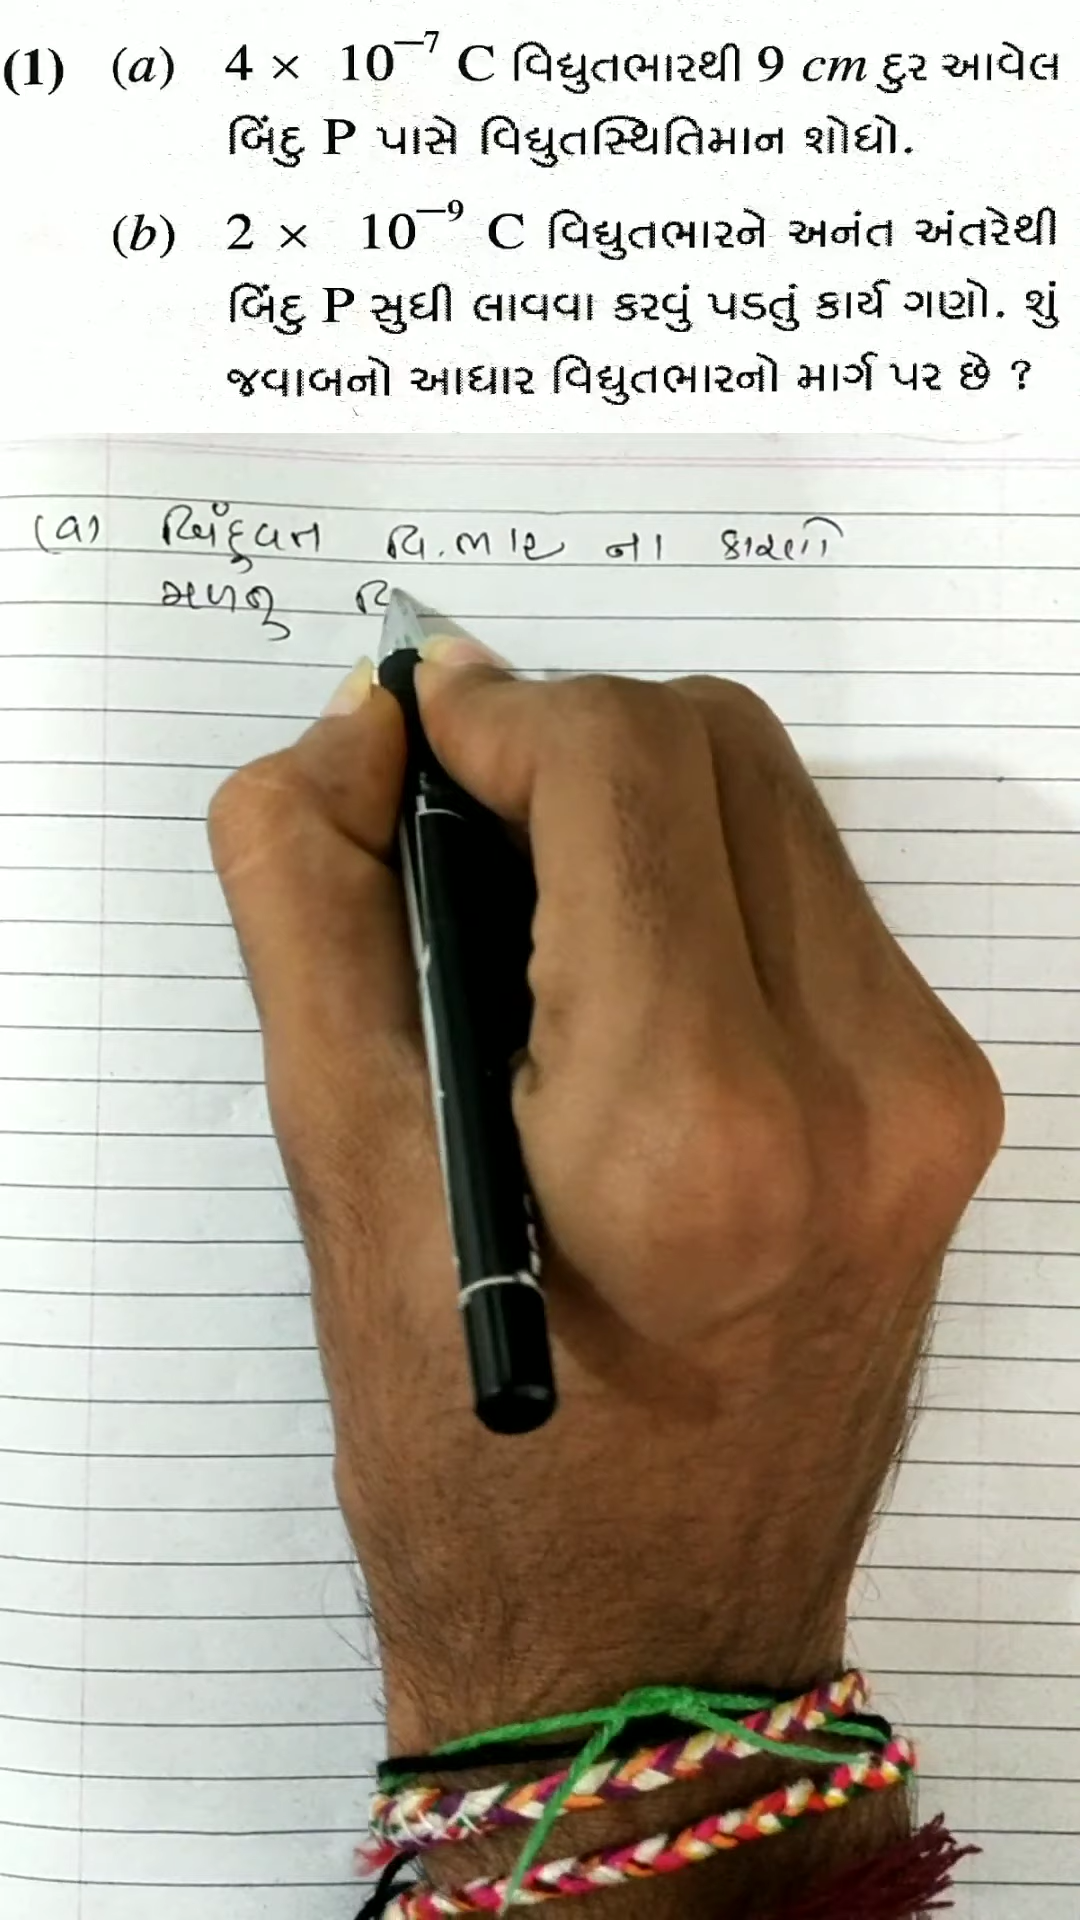 (1) (a) 4 × 10⁻⁷ C વિદ્યુતભારથી 9 cm દુર આવેલ
બિંદુ P પાસે વિદ્યુતસ્થિતિમાન શોધો.
(b) 2 × 10⁻⁹ C વિદ્યુતભારને અનંત અંતરેથી
બિંદુ P સુધી લાવવા કરવું પડતું કાર્ય ગણો. શું
જવાબનો આધાર વિદ્યુતભારનો માર્ગ પર છે ?
(a) બિંદુવત વિ.ભાર ના કારણે
મળતુ વિ